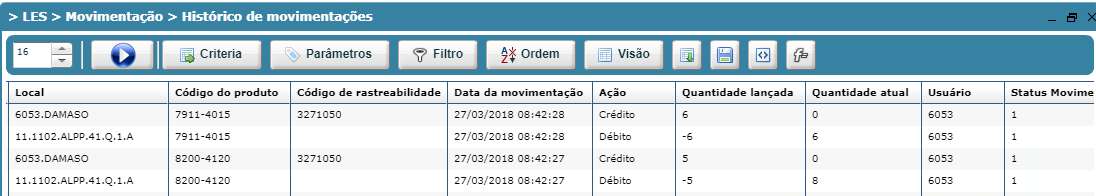 > LES > Movimentação > Histórico de movimentações
16 Criteria Parâmetros Filtro Ordem Visão
Local Código do produto Código de rastreabilidade Data da movimentação Ação Quantidade lançada Quantidade atual Usuário Status Movime
6053.DAMASO 7911-4015 3271050 27/03/2018 08:42:28 Crédito 6 0 6053 1
11.1102.ALPP.41.Q.1.A 7911-4015 27/03/2018 08:42:28 Débito -6 6 6053 1
6053.DAMASO 8200-4120 3271050 27/03/2018 08:42:27 Crédito 5 0 6053 1
11.1102.ALPP.41.Q.1.A 8200-4120 27/03/2018 08:42:27 Débito -5 8 6053 1